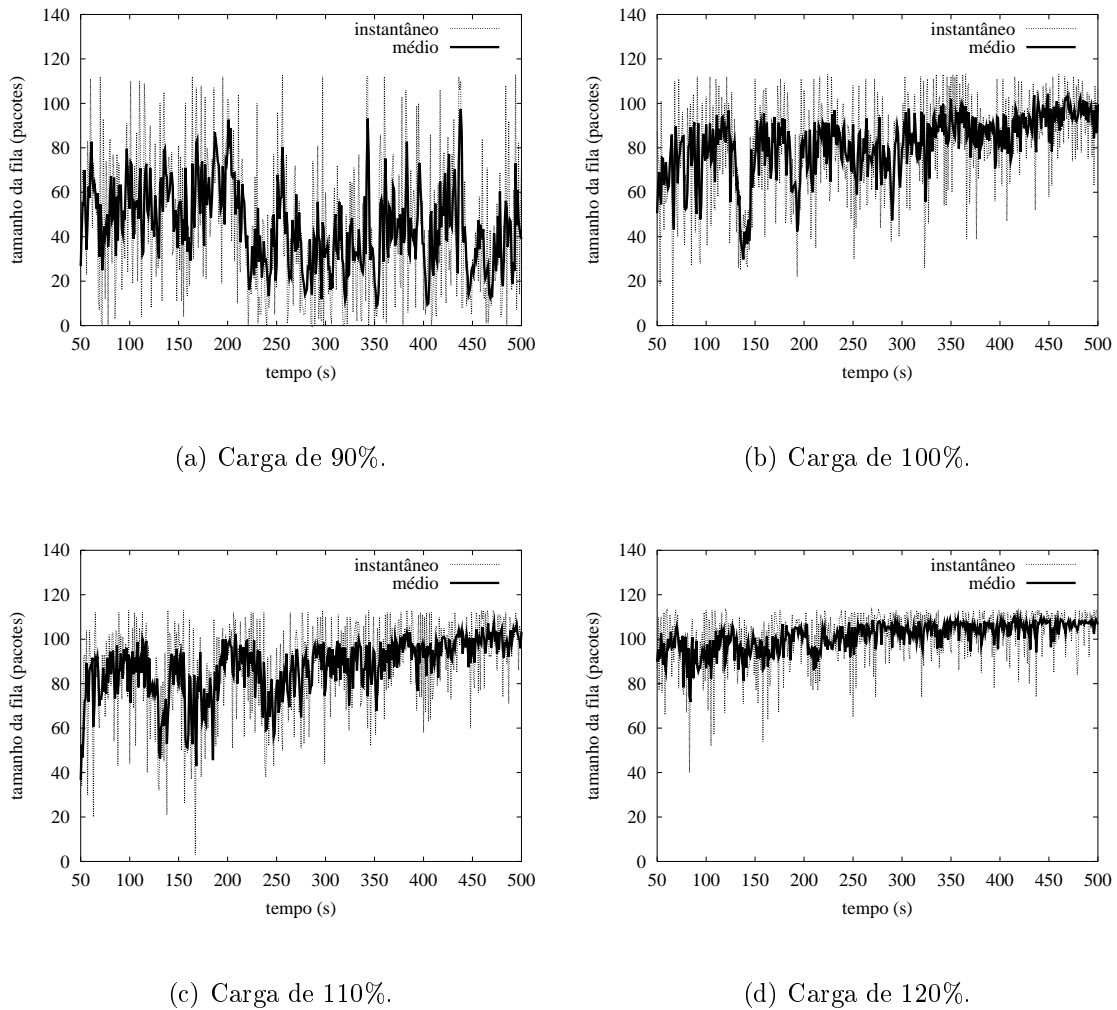 tamanho da fila (pacotes)
140
120
100
80
60
40
20
0
instantâneo
médio
50 100 150 200 250 300 350 400 450 500
tempo (s)
(a) Carga de 90%.
tamanho da fila (pacotes)
140
120
100
80
60
40
20
0
instantâneo
médio
50 100 150 200 250 300 350 400 450 500
tempo (s)
(b) Carga de 100%.
tamanho da fila (pacotes)
140
120
100
80
60
40
20
0
instantâneo
médio
50 100 150 200 250 300 350 400 450 500
tempo (s)
(c) Carga de 110%.
tamanho da fila (pacotes)
140
120
100
80
60
40
20
0
instantâneo
médio
50 100 150 200 250 300 350 400 450 500
tempo (s)
(d) Carga de 120%.